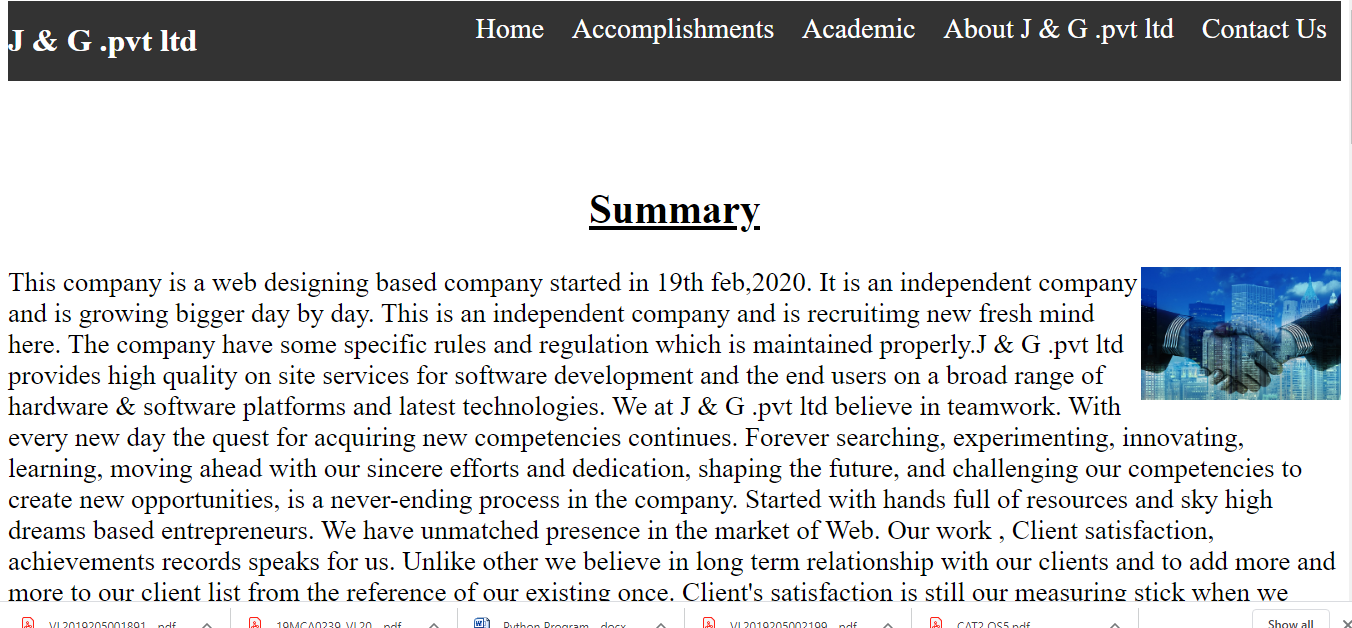 J & G .pvt ltd
Home Accomplishments Academic About J & G .pvt ltd Contact Us
Summary
This company is a web designing based company started in 19th feb,2020. It is an independent company
and is growing bigger day by day. This is an independent company and is recruitimg new fresh mind
here. The company have some specific rules and regulation which is maintained properly.J & G .pvt ltd
provides high quality on site services for software development and the end users on a broad range of
hardware & software platforms and latest technologies. We at J & G .pvt ltd believe in teamwork. With
every new day the quest for acquiring new competencies continues. Forever searching, experimenting, innovating,
learning, moving ahead with our sincere efforts and dedication, shaping the future, and challenging our competencies to
create new opportunities, is a never-ending process in the company. Started with hands full of resources and sky high
dreams based entrepreneurs. We have unmatched presence in the market of Web. Our work , Client satisfaction,
achievements records speaks for us. Unlike other we believe in long term relationship with our clients and to add more and
more to our client list from the reference of our existing once. Client's satisfaction is still our measuring stick when we
VL2019205001891_.pdf 19MCA0239_VL20....pdf Python Program....docx VL2019205002199_.pdf CAT2 OS5.pdf Show all